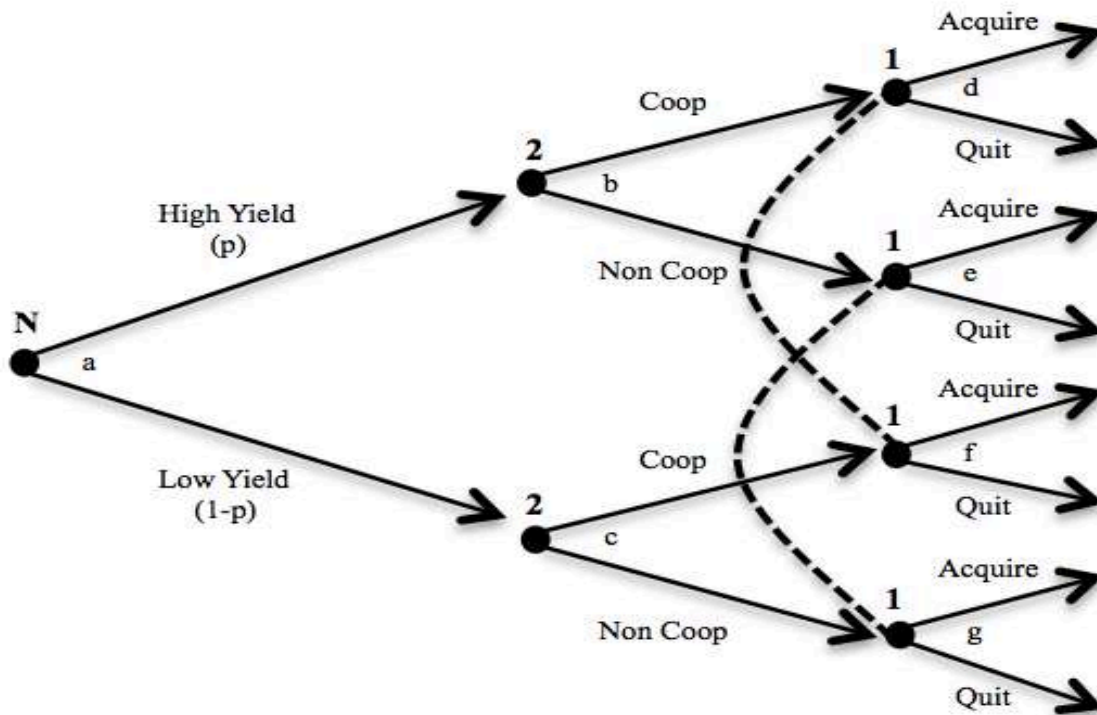 Acquire
1
d
Coop
Quit
2
b
Acquire
High Yield
(p)
1
Non Coop
e
N
Quit
a
Acquire
1
Coop
f
Low Yield
(1-p)
2
Quit
c
Acquire
1
Non Coop
g
Quit